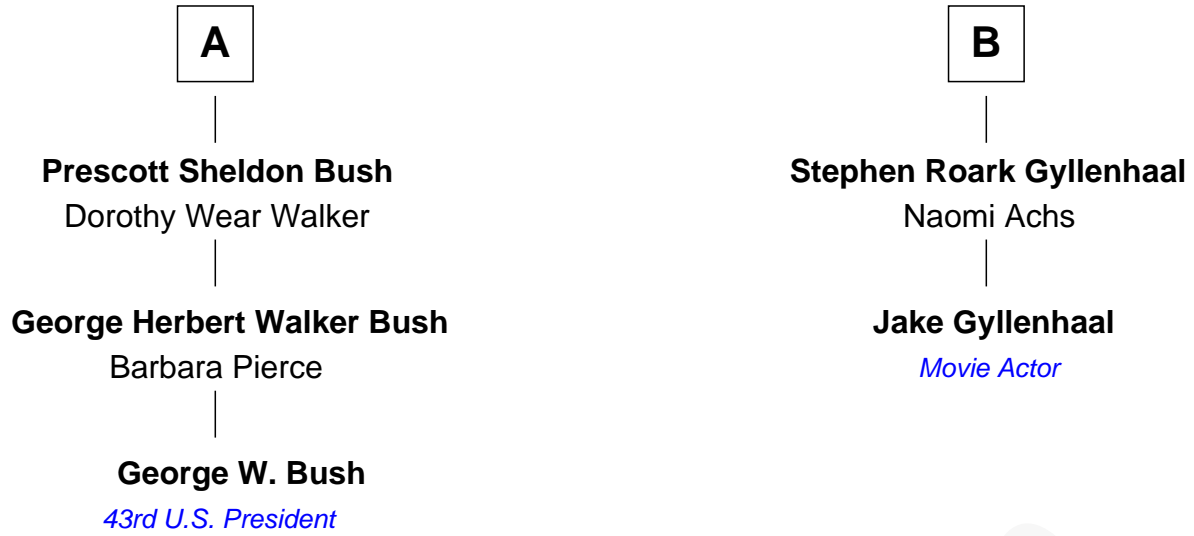 A
Prescott Sheldon Bush
Dorothy Wear Walker
George Herbert Walker Bush
Barbara Pierce
George W. Bush
43rd U.S. President
B
Stephen Roark Gyllenhaal
Naomi Achs
Jake Gyllenhaal
Movie Actor